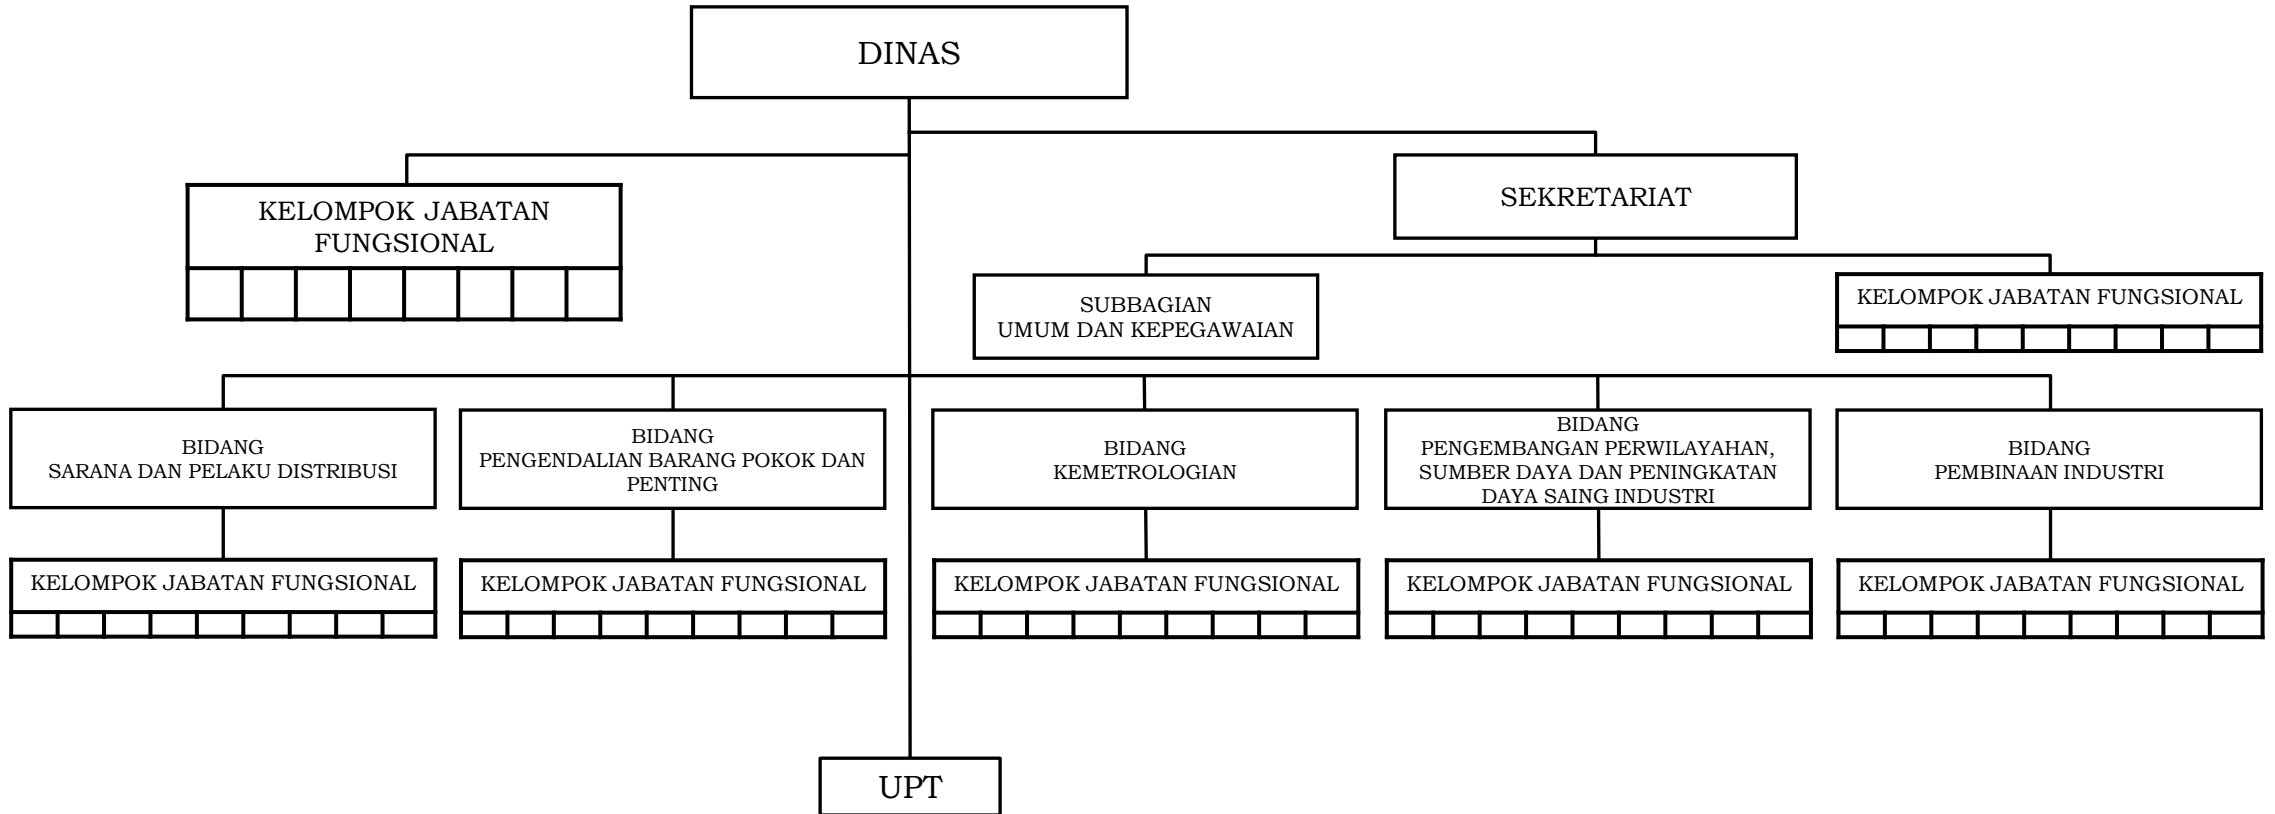 DINAS
SEKRETARIAT
KELOMPOK JABATAN
FUNGSIONAL
SUBBAGIAN
UMUM DAN KEPEGAWAIAN
KELOMPOK JABATAN FUNGSIONAL
BIDANG
SARANA DAN PELAKU DISTRIBUSI
BIDANG
PENGENDALIAN BARANG POKOK DAN
PENTING
BIDANG
KEMETROLOGIAN
BIDANG
PENGEMBANGAN PERWILAYAHAN,
SUMBER DAYA DAN PENINGKATAN
DAYA SAING INDUSTRI
BIDANG
PEMBINAAN INDUSTRI
KELOMPOK JABATAN FUNGSIONAL
KELOMPOK JABATAN FUNGSIONAL
KELOMPOK JABATAN FUNGSIONAL
KELOMPOK JABATAN FUNGSIONAL
KELOMPOK JABATAN FUNGSIONAL
UPT